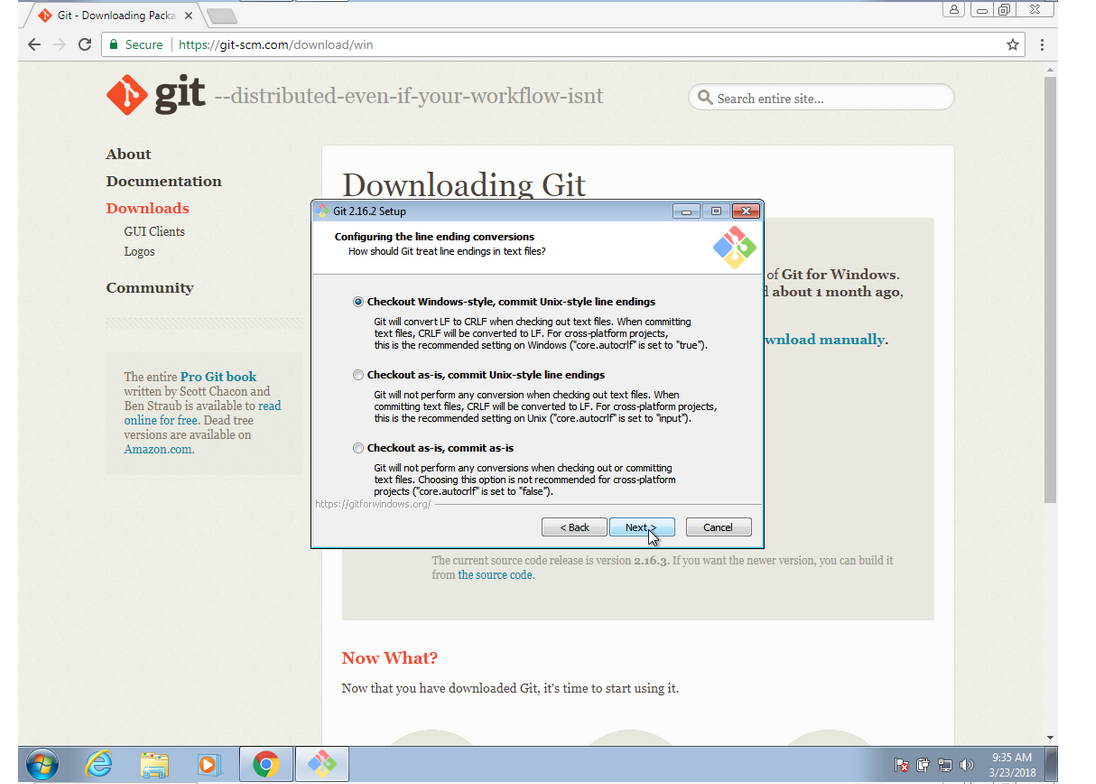 Git - Downloading Packa
Secure
https://git-scm.com/download/win
git --distributed-even-if-your-workflow-isnt
Search entire site...
About
Documentation
Downloads
GUI Clients
Logos
Community
The entire Pro Git book
written by Scott Chacon and
Ben Straub is available to read
online for free. Dead tree
versions are available on
Amazon.com.
Downloading Git
of Git for Windows.
about 1 month ago,
wnload manually.
Git 2.16.2 Setup
Configuring the line ending conversions
How should Git treat line endings in text files?
Checkout Windows-style, commit Unix-style line endings
Git will convert LF to CRLF when checking out text files. When committing
text files, CRLF will be converted to LF. For cross-platform projects,
this is the recommended setting on Windows ("core.autocrlf" is set to "true").
Checkout as-is, commit Unix-style line endings
Git will not perform any conversion when checking out text files. When
committing text files, CRLF will be converted to LF. For cross-platform projects,
this is the recommended setting on Unix ("core.autocrlf" is set to "input").
Checkout as-is, commit as-is
Git will not perform any conversions when checking out or committing
text files. Choosing this option is not recommended for cross-platform
projects ("core.autocrlf" is set to "false").
https://gitforwindows.org/
< Back
Next >
Cancel
The current source code release is version 2.16.3. If you want the newer version, you can build it
from the source code.
Now What?
Now that you have downloaded Git, it's time to start using it.
9:35 AM
3/23/2018